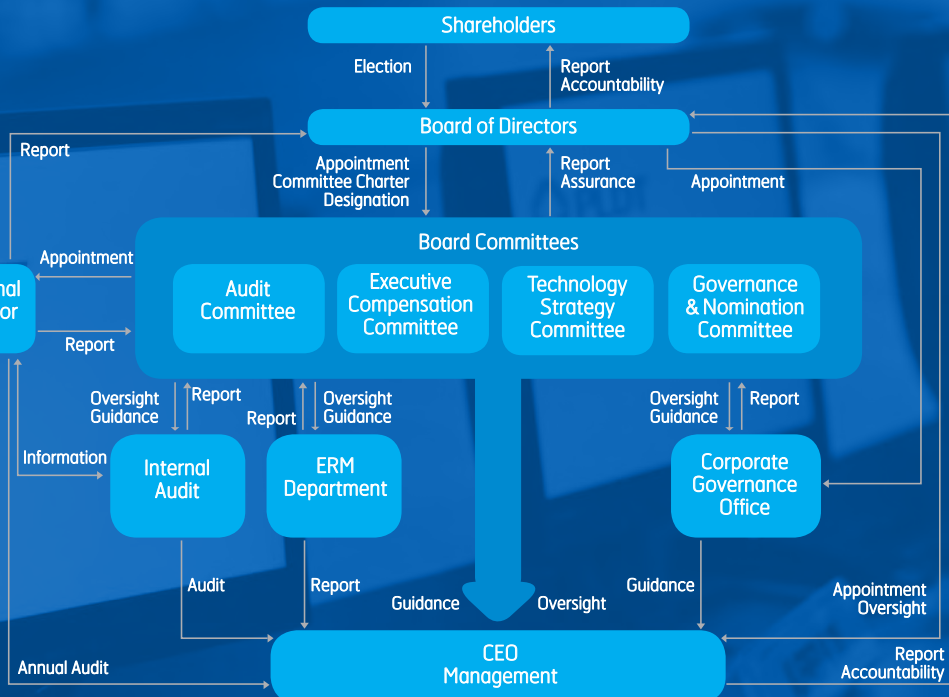 Shareholders
Election
Report
Accountability
Board of Directors
Report
Appointment
Committee Charter
Designation
Report
Assurance
Appointment
Board Committees
Appointment
Audit
Committee
Executive
Compensation
Committee
Technology
Strategy
Committee
Governance
& Nomination
Committee
Report
Oversight
Guidance
Report
Report
Oversight
Guidance
Oversight
Guidance
Report
Information
Internal
Audit
ERM
Department
Corporate
Governance
Office
Audit
Report
Guidance
Oversight
Guidance
Appointment
Oversight
CEO
Management
Annual Audit
Report
Accountability